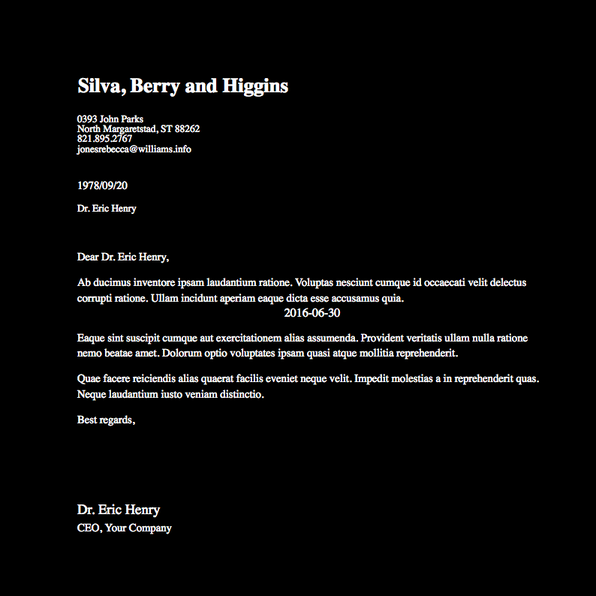 Silva, Berry and Higgins
0393 John Parks
North Margaretstad, ST 88262
821.895.2767
jonesrebecca@williams.info
1978/09/20
Dr. Eric Henry
Dear Dr. Eric Henry,
Ab ducimus inventore ipsam laudantium ratione. Voluptas nesciunt cumque id occaecati velit delectus
corrupti ratione. Ullam incidunt aperiam eaque dicta esse accusamus quia.
2016-06-30
Eaque sint suscipit cumque aut exercitationem alias assumenda. Provident veritatis ullam nulla ratione
nemo beatae amet. Dolorum optio voluptates ipsam quasi atque mollitia reprehenderit.
Quae facere reiciendis alias quaerat facilis eveniet neque velit. Impedit molestias a in reprehenderit quas.
Neque laudantium iusto veniam distinctio.
Best regards,
Dr. Eric Henry
CEO, Your Company